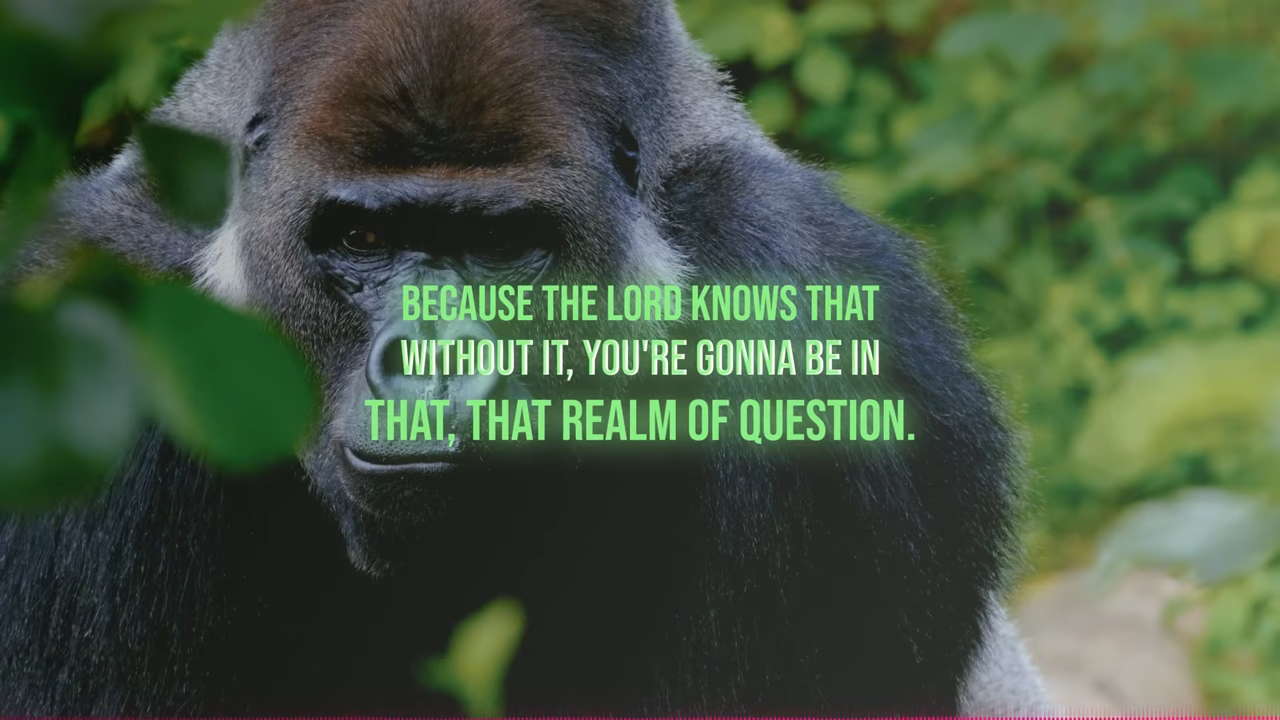 BECAUSE THE LORD KNOWS THAT
WITHOUT IT, YOU'RE GONNA BE IN
THAT, THAT REALM OF QUESTION.